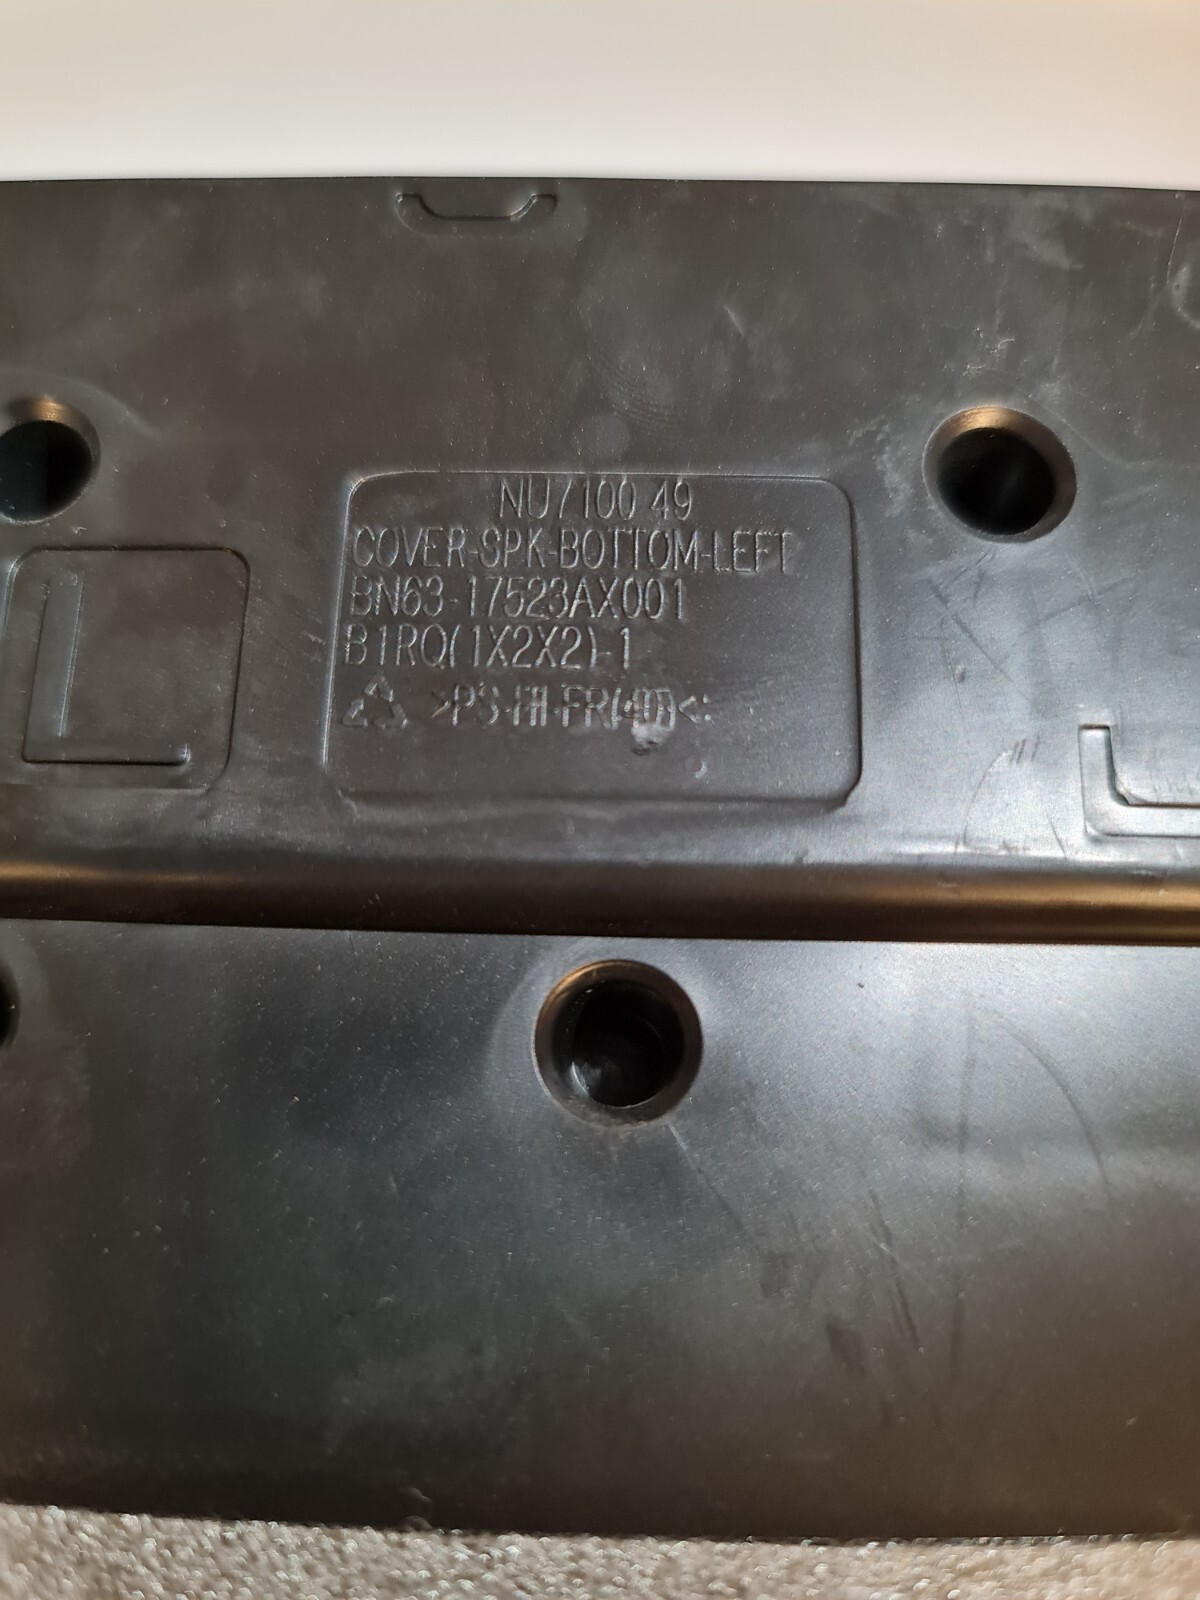 NU7100 49
COVER-SPK-BOTTOM-LEFT
BN63-17523AX001
B1RQ(1X2X2)-1
>PS-HI-FR(40)<
L